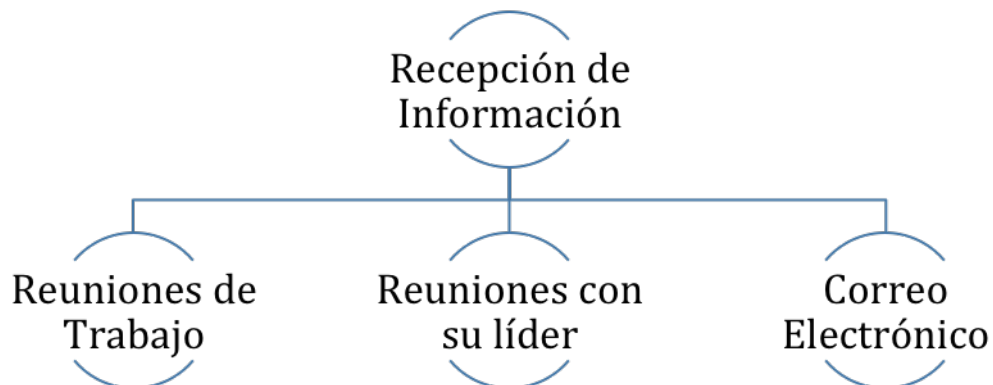 Recepción de
Información
Reuniones de
Trabajo
Reuniones con
su líder
Correo
Electrónico